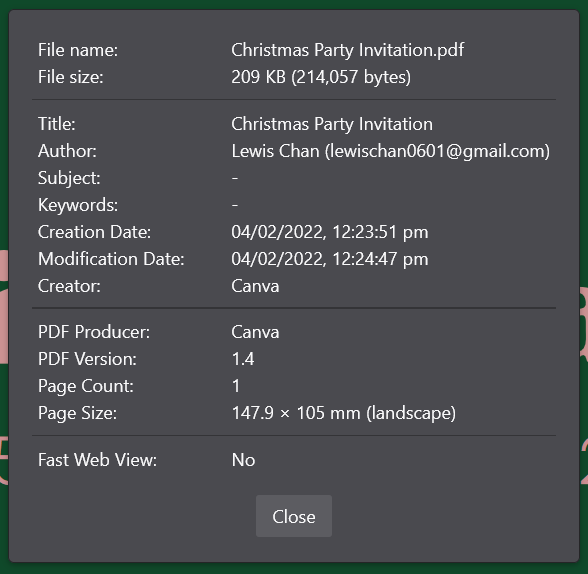 File name: Christmas Party Invitation.pdf
File size: 209 KB (214,057 bytes)
Title: Christmas Party Invitation
Author: Lewis Chan (lewischan0601@gmail.com)
Subject: -
Keywords: -
Creation Date: 04/02/2022, 12:23:51 pm
Modification Date: 04/02/2022, 12:24:47 pm
Creator: Canva
PDF Producer: Canva
PDF Version: 1.4
Page Count: 1
Page Size: 147.9 × 105 mm (landscape)
Fast Web View: No
Close